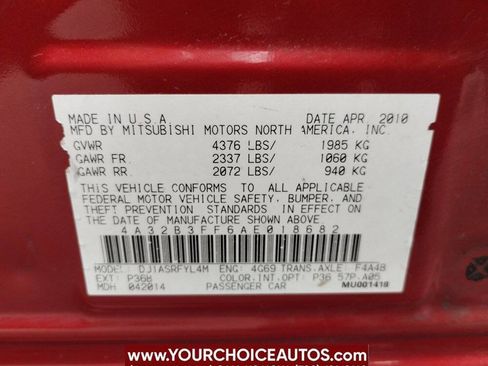 MADE IN U.S.A DATE APR. 2010
MFD BY MITSUBISHI MOTORS NORTH AMERICA, INC.
GVWR 4376 LBS/ 1985 KG
GAWR FR. 2337 LBS/ 1060 KG
GAWR RR. 2072 LBS/ 940 KG
THIS VEHICLE CONFORMS TO ALL APPLICABLE
FEDERAL MOTOR VEHICLE SAFETY, BUMPER, AND
THEFT PREVENTION STANDARDS IN EFFECT ON
THE DATE OF MANUFACTURE SHOWN ABOVE.
4A32B3FF6AE018682
MODEL: DJ1ASRFYL4M ENG: 4G69 TRANS.AXLE: F4A4B
EXT: P36B COLOR.INT.OPT: P36 57P.A05
MDH 042014 PASSENGER CAR MU001419
www.YOURCHOICEAUTOS.com